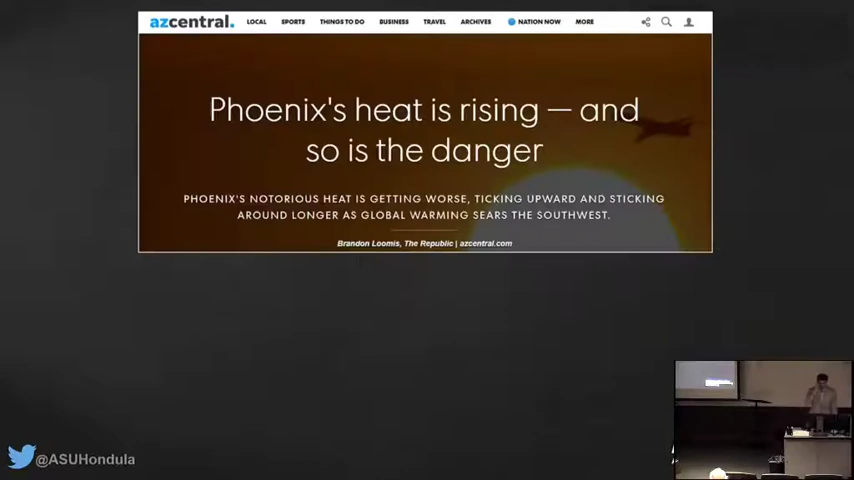 azcentral. LOCAL SPORTS THINGS TO DO BUSINESS TRAVEL ARCHIVES NATION NOW MORE
Phoenix's heat is rising — and
so is the danger
PHOENIX'S NOTORIOUS HEAT IS GETTING WORSE, TICKING UPWARD AND STICKING
AROUND LONGER AS GLOBAL WARMING SEARS THE SOUTHWEST.
Brandon Loomis, The Republic | azcentral.com
@ASUHondula